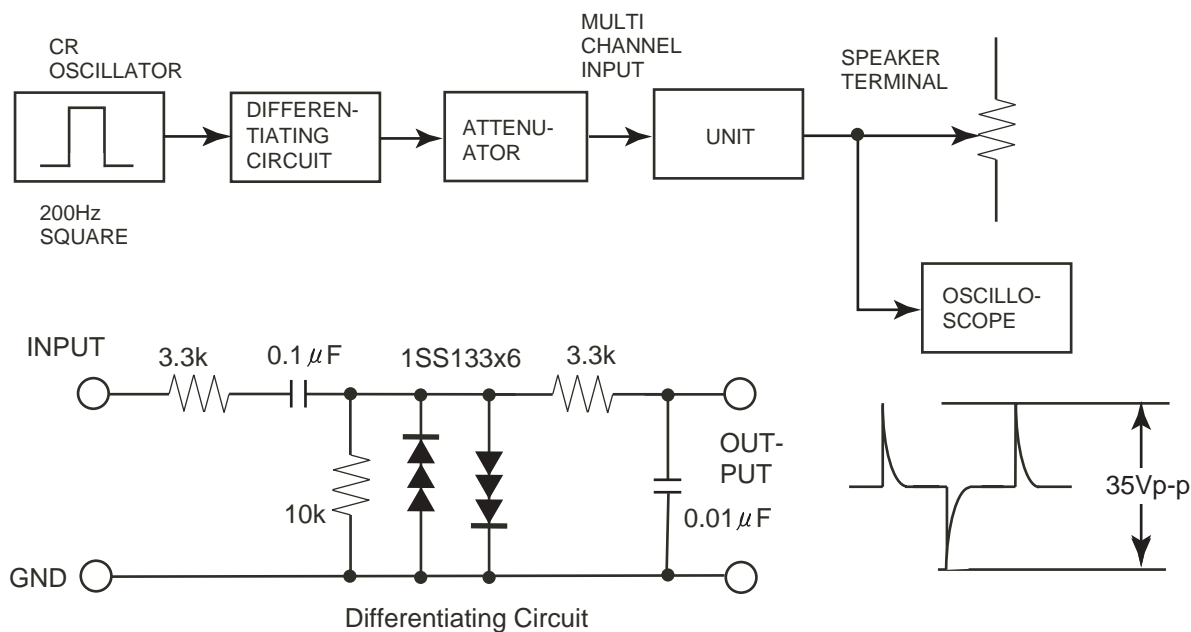 CR
OSCILLATOR
200Hz
SQUARE
DIFFEREN-
TIATING
CIRCUIT
ATTENU-
ATOR
MULTI
CHANNEL
INPUT
UNIT
SPEAKER
TERMINAL
OSCILLO-
SCOPE
INPUT
3.3k
0.1μF
1SS133x6
3.3k
10k
OUT-
PUT
0.01μF
GND
Differentiating Circuit
35Vp-p